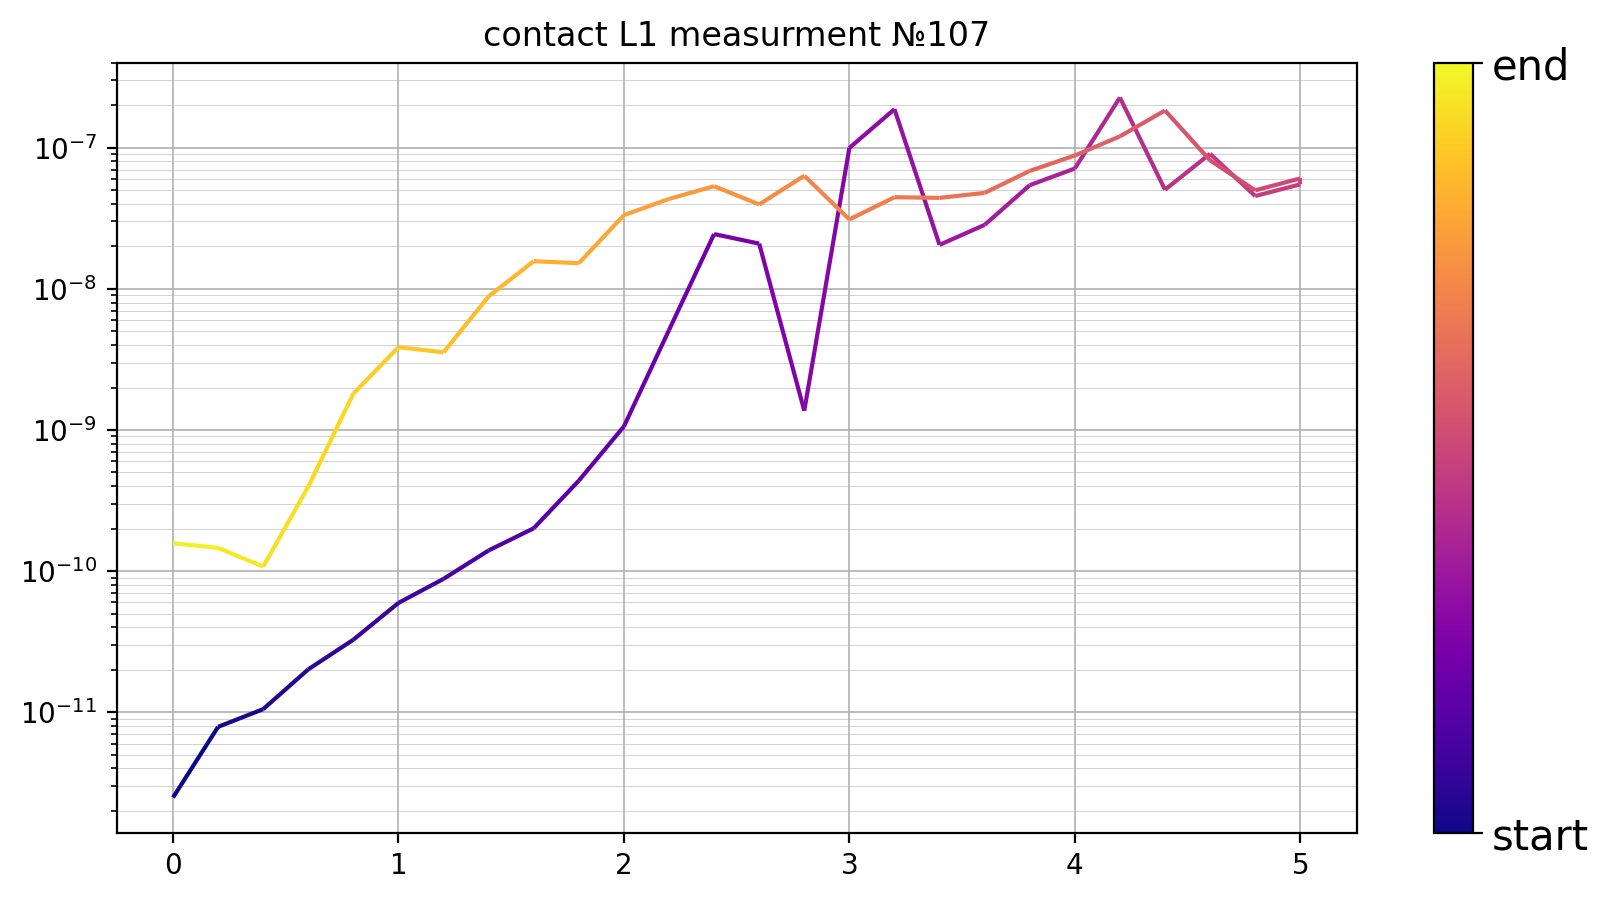 contact L1 measurment №107
10⁻⁷
10⁻⁸
10⁻⁹
10⁻¹⁰
10⁻¹¹
0 1 2 3 4 5
end
start